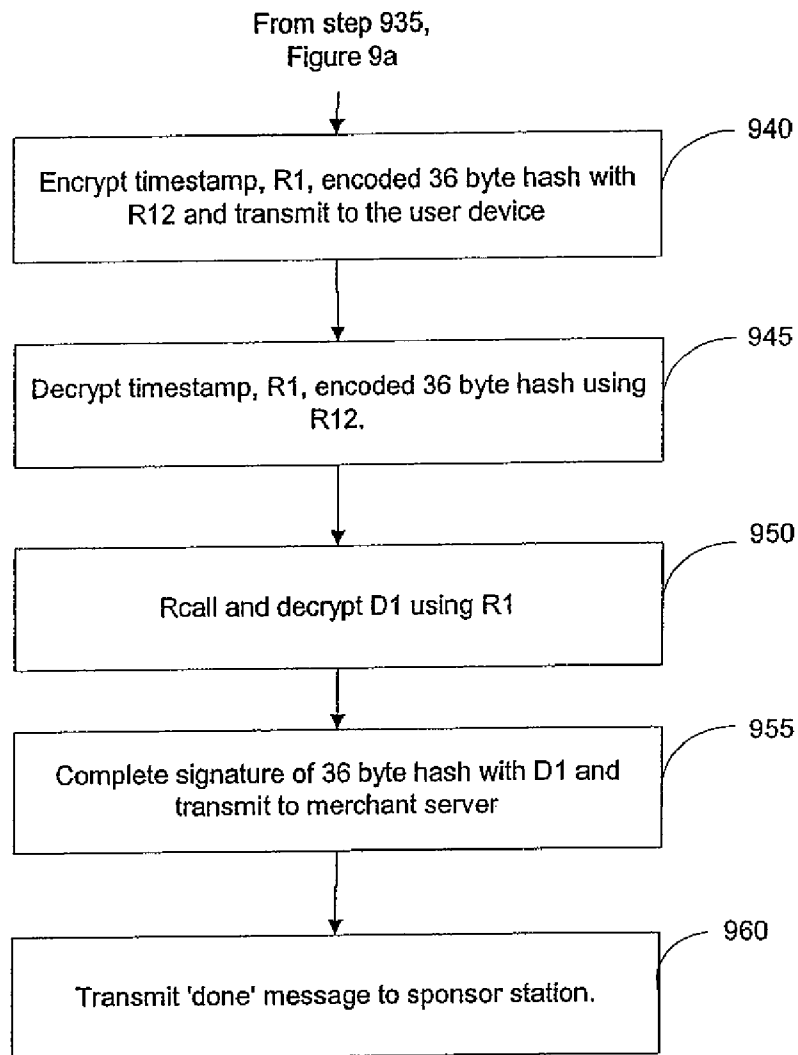 From step 935,
Figure 9a
940
Encrypt timestamp, R1, encoded 36 byte hash with
R12 and transmit to the user device
945
Decrypt timestamp, R1, encoded 36 byte hash using
R12.
950
Rcall and decrypt D1 using R1
955
Complete signature of 36 byte hash with D1 and
transmit to merchant server
960
Transmit 'done' message to sponsor station.